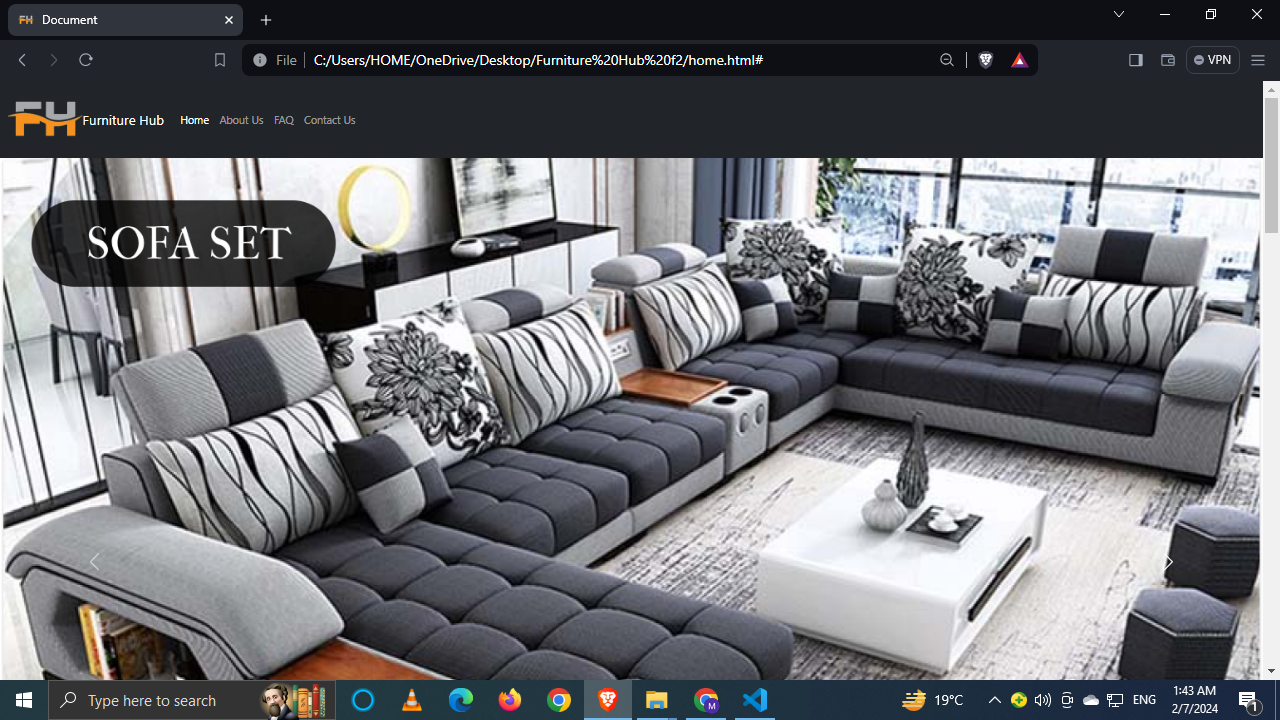 FH Document
File C:/Users/HOME/OneDrive/Desktop/Furniture%20Hub%20f2/home.html# VPN
FH Furniture Hub Home About Us FAQ Contact Us
SOFA SET
Type here to search M 19°C ENG 1:43 AM
2/7/2024 1